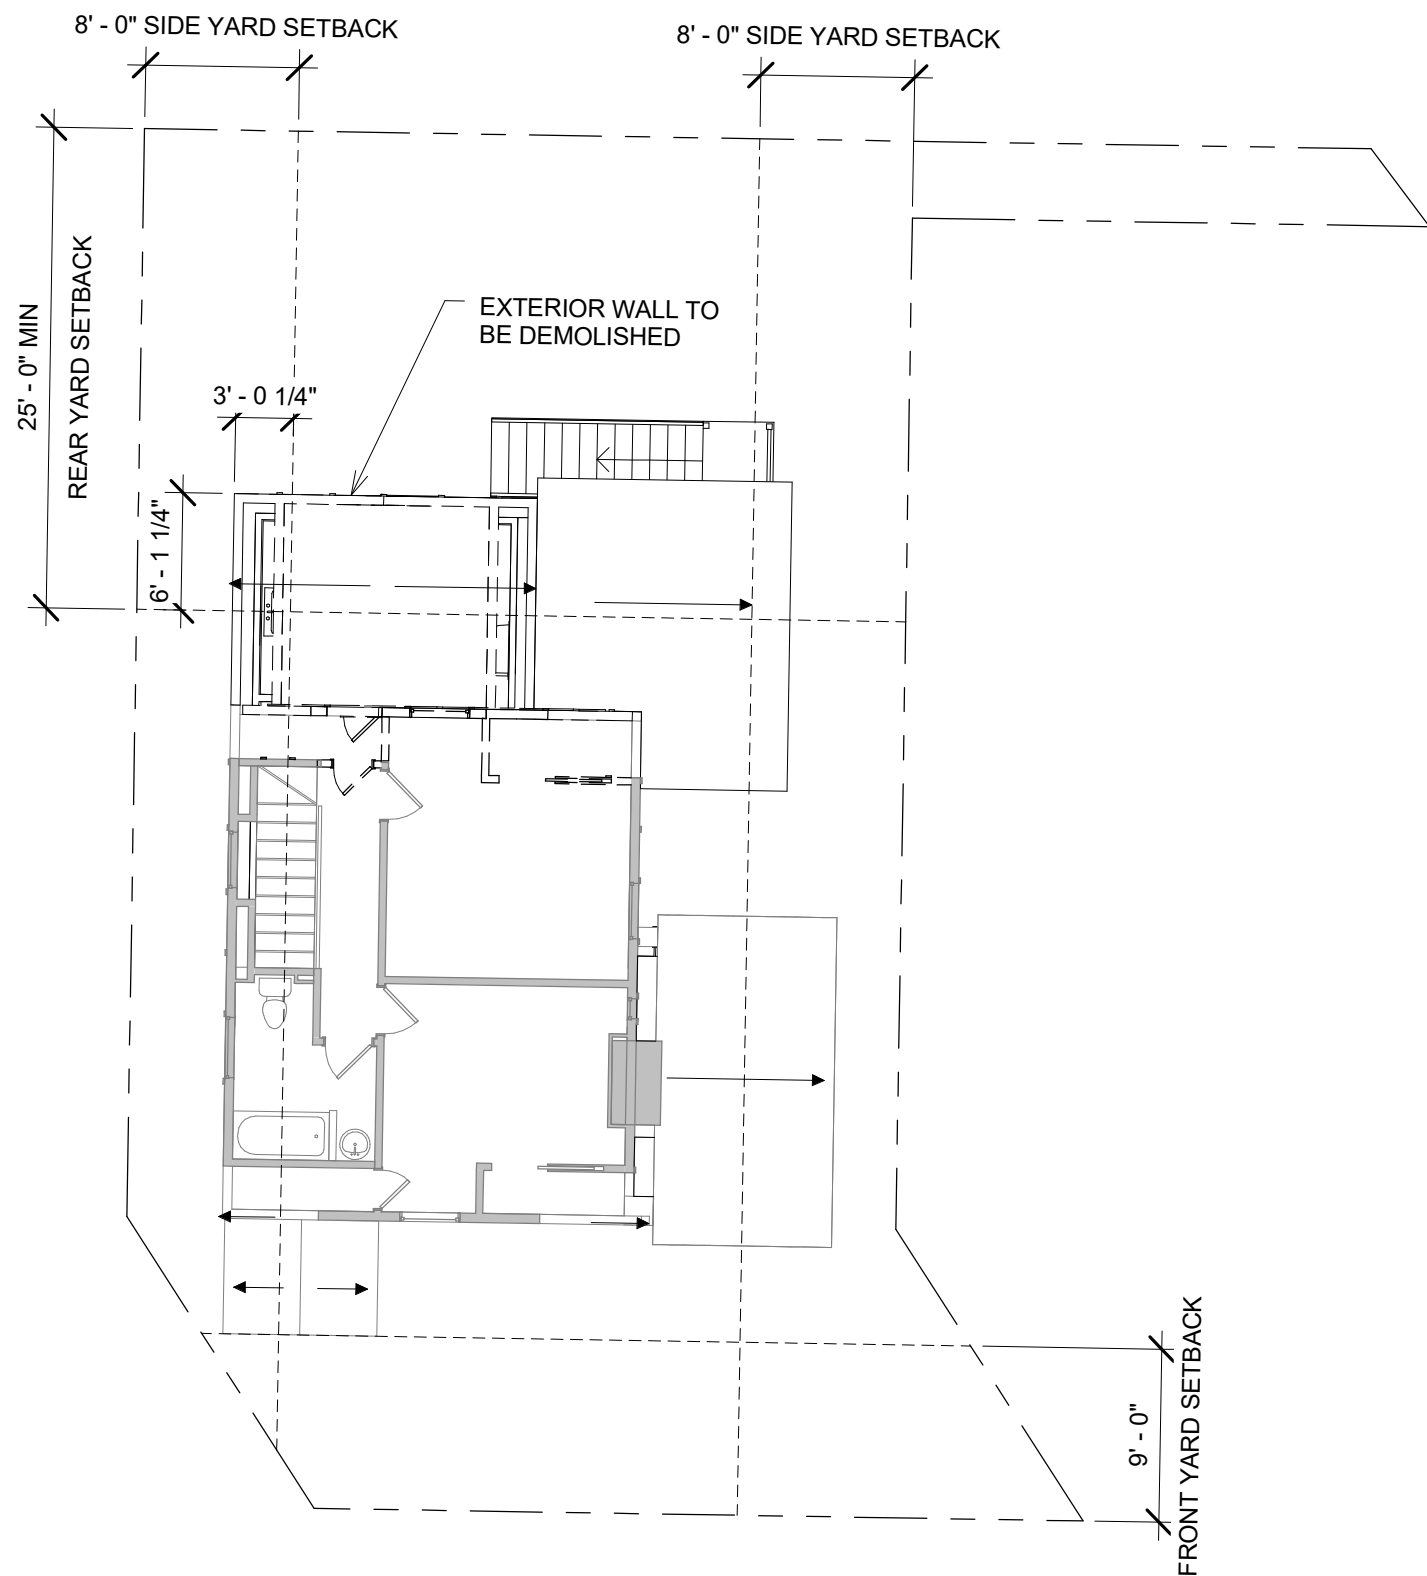 8' - 0" SIDE YARD SETBACK
8' - 0" SIDE YARD SETBACK
25' - 0" MIN
REAR YARD SETBACK
EXTERIOR WALL TO
BE DEMOLISHED
3' - 0 1/4"
6' - 1 1/4"
9' - 0"
FRONT YARD SETBACK